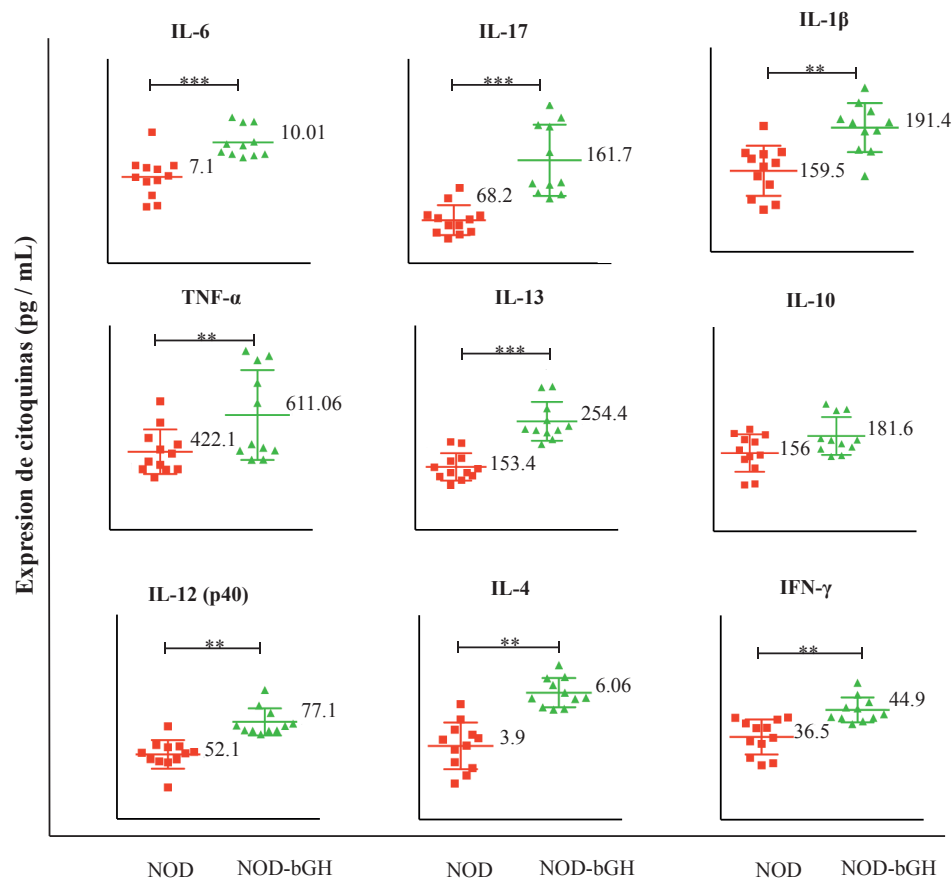 IL-6
IL-17
IL-1β
***
***
**
7.1
10.01
68.2
161.7
159.5
191.4
Expresion de citoquinas (pg / mL)
TNF-α
IL-13
IL-10
**
***
422.1
611.06
153.4
254.4
156
181.6
IL-12 (p40)
IL-4
IFN-γ
**
**
**
52.1
77.1
3.9
6.06
36.5
44.9
NOD
NOD-bGH
NOD
NOD-bGH
NOD
NOD-bGH